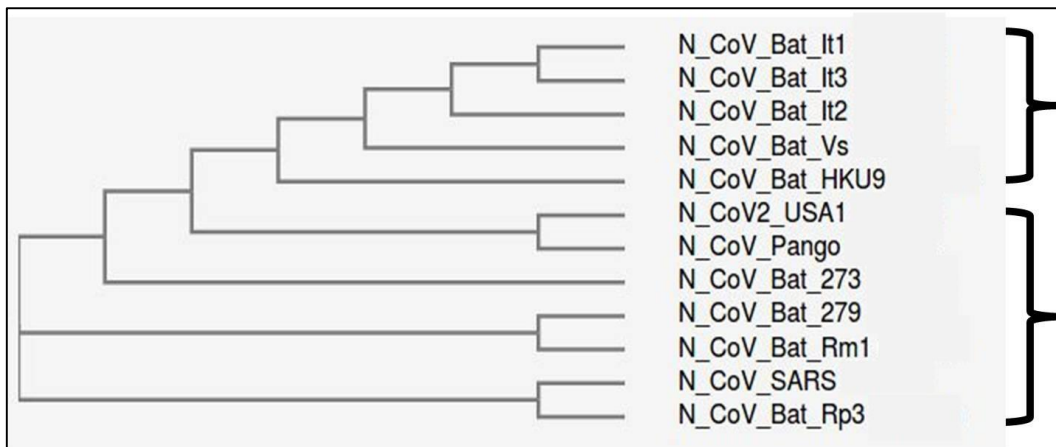 N_CoV_Bat_It1
N_CoV_Bat_It3
N_CoV_Bat_It2
N_CoV_Bat_Vs
N_CoV_Bat_HKU9
N_CoV2_USA1
N_CoV_Pango
N_CoV_Bat_273
N_CoV_Bat_279
N_CoV_Bat_Rm1
N_CoV_SARS
N_CoV_Bat_Rp3